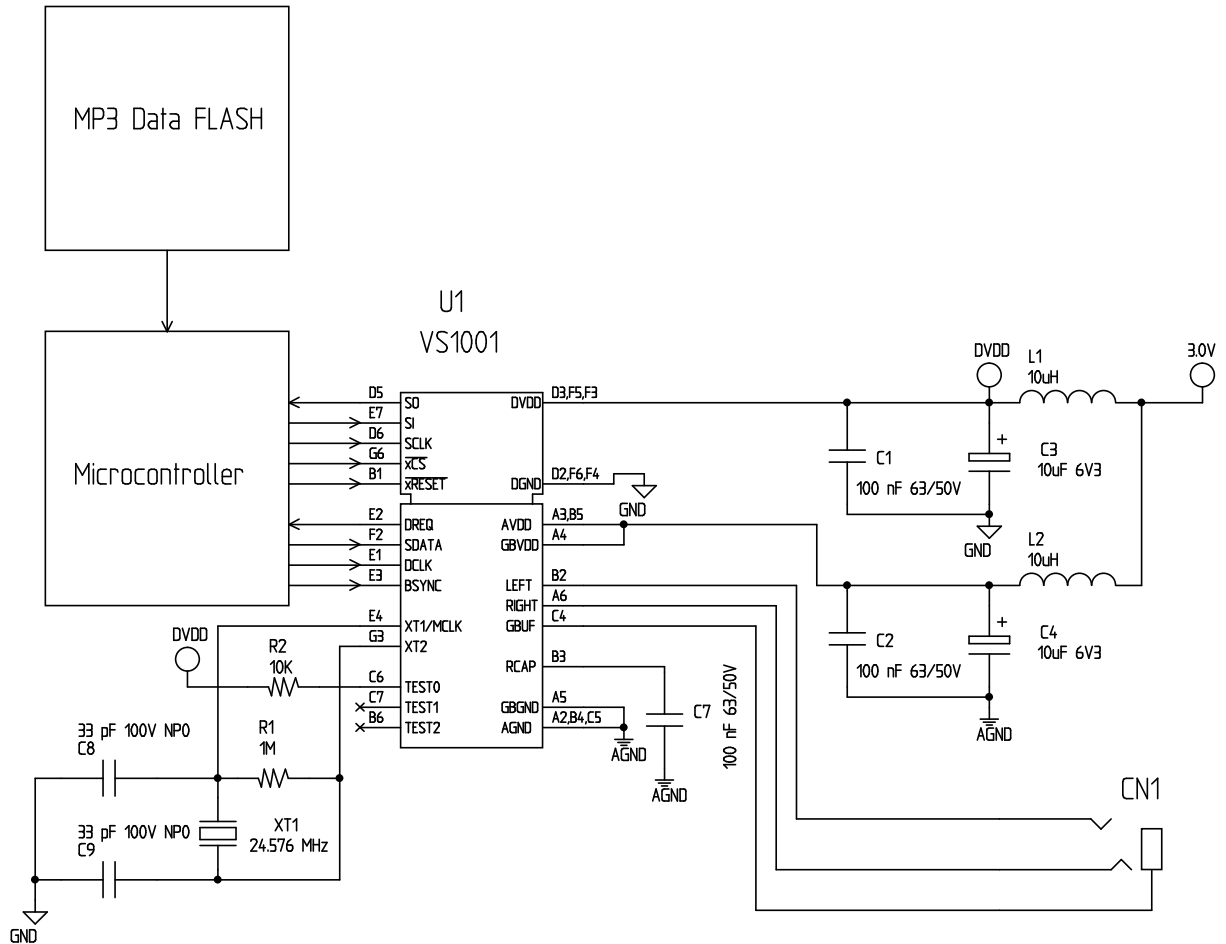 MP3 Data FLASH
U1
VS1001
Microcontroller
D5
E7
D6
G6
B1
E2
F2
E1
E3
E4
G3
C6
C7
B6
SO
SI
SCLK
xCS
xRESET
DREQ
SDATA
DCLK
BSYNC
XT1/MCLK
XT2
TEST0
TEST1
TEST2
DVDD
DGND
AVDD
GBVDD
LEFT
RIGHT
GBUF
RCAP
GBGND
AGND
D3,F5,F3
D2,F6,F4
A3,B5
A4
B2
A6
C4
B3
A5
A2,B4,C5
GND
DVDD
L1
10uH
3.0V
C1
100 nF 63/50V
+
C3
10uF 6V3
GND
L2
10uH
C2
100 nF 63/50V
+
C4
10uF 6V3
AGND
C7
100 nF 63/50V
AGND
AGND
DVDD
R2
10K
R1
1M
33 pF 100V NP0
C8
33 pF 100V NP0
C9
XT1
24.576 MHz
GND
CN1